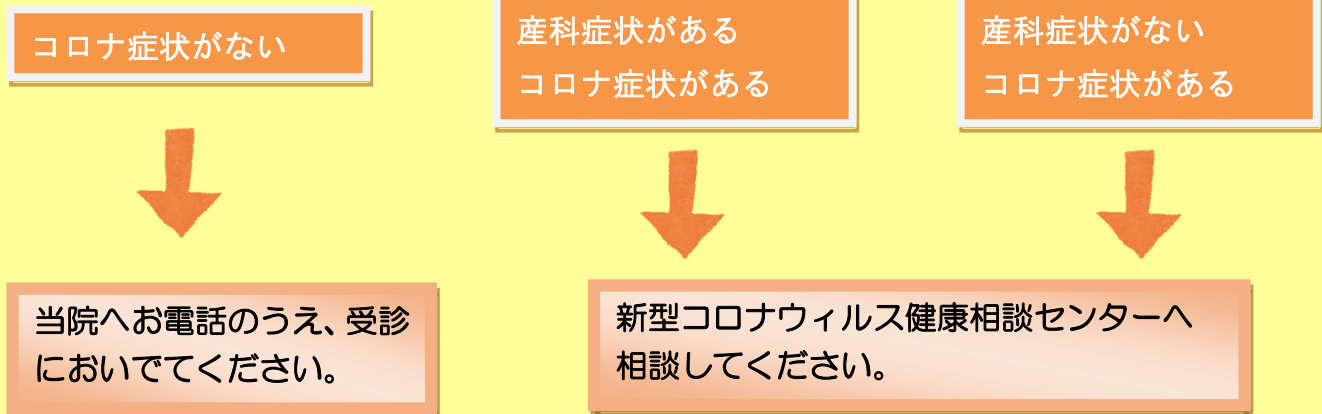 コロナ症状がない
産科症状がある
コロナ症状がある
産科症状がない
コロナ症状がある
当院へお電話のうえ、受診
においでてください。
新型コロナウィルス健康相談センターへ
相談してください。